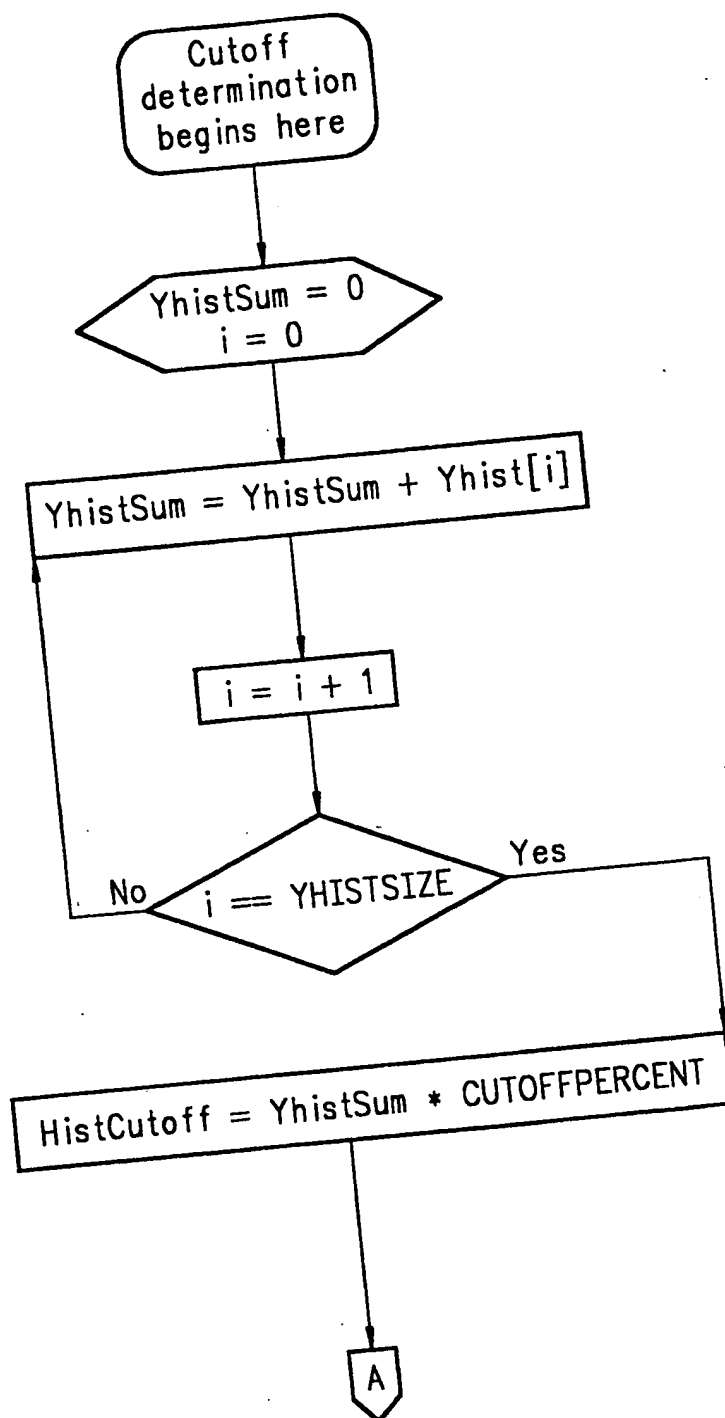 Cutoff
determination
begins here
YhistSum = 0
i = 0
YhistSum = YhistSum + Yhist[i]
i = i + 1
i == YHISTSIZE
No
Yes
HistCutoff = YhistSum * CUTOFFPERCENT
A